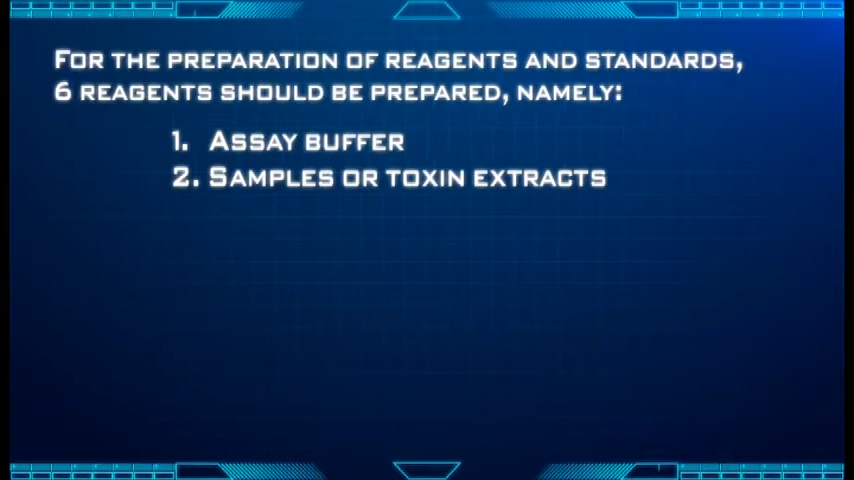 For the preparation of reagents and standards,
6 reagents should be prepared, namely:
1. Assay buffer
2. Samples or toxin extracts